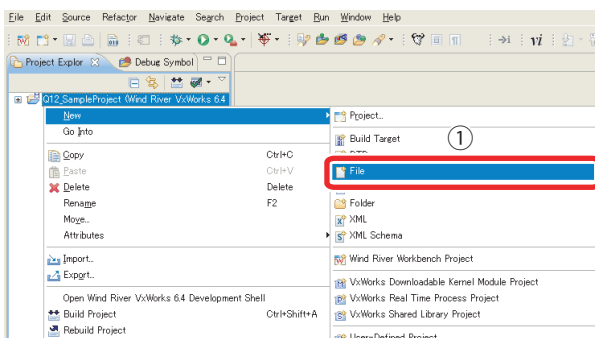 File Edit Source Refactor Navigate Search Project Target Run Window Help
Project Explor Debug Symbol
Q12_SampleProject (Wind River VxWorks 6.4
New
Go Into
Copy Ctrl+C
Paste Ctrl+V
Delete Delete
Rename F2
Move..
Attributes
Import..
Export..
Open Wind River VxWorks 6.4 Development Shell
Build Project Ctrl+Shift+A
Rebuild Project
Project..
Build Target
①
File
Folder
XML
XML Schema
Wind River Workbench Project
VxWorks Downloadable Kernel Module Project
VxWorks Real Time Process Project
VxWorks Shared Library Project
User-Defined Project